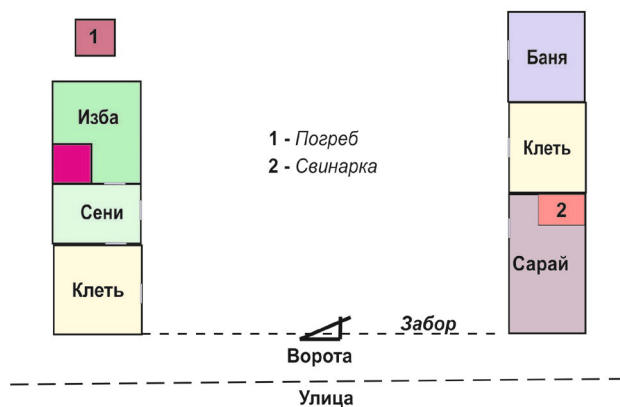 1
Баня
Изба
1 - Погреб
2 - Свинарка
Клеть
Сени
2
Сарай
Клеть
Забор
Ворота
Улица